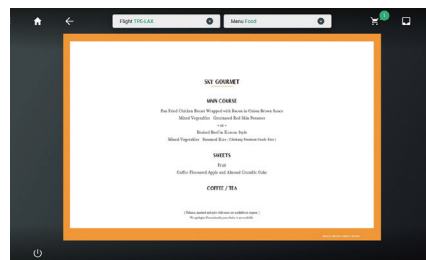 Flight TPE-LAX
Menu Food
1
SKY GOURMET
MAIN COURSE
Pan Fried Chicken Breast Wrapped with Bacon in Onion Brown Sauce
Mixed Vegetables Gratinated Red Skin Potatoes
- or -
Braised Beef in Korean Style
Mixed Vegetables Steamed Rice
SWEETS
Fruit
Coffee Flavoured Apple and Almond Crumble Cake
COFFEE / TEA